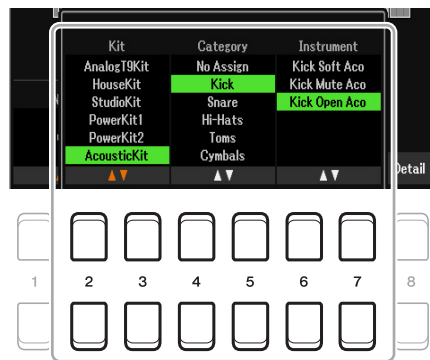 Kit Category Instrument
AnalogT9Kit No Assign Kick Soft Aco
HouseKit Kick Kick Mute Aco
StudioKit Snare Kick Open Aco
PowerKit1 Hi-Hats
PowerKit2 Toms
AcousticKit Cymbals
Detail
1 2 3 4 5 6 7 8